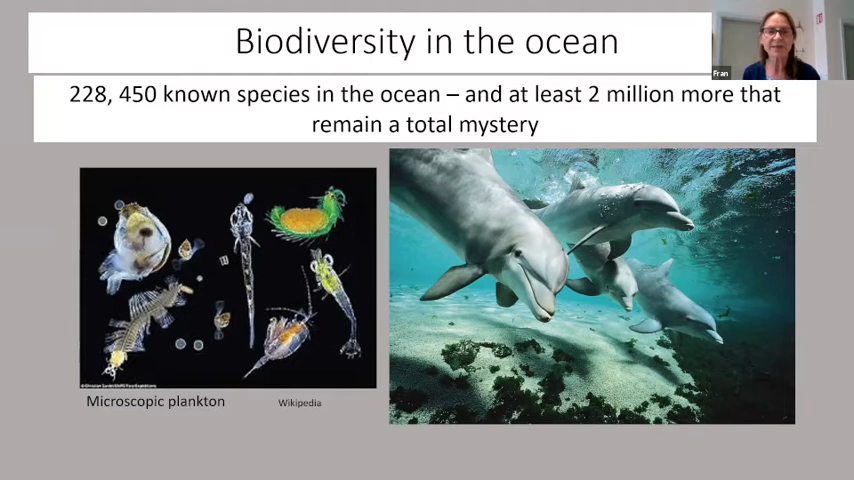 Biodiversity in the ocean
Fran
228, 450 known species in the ocean – and at least 2 million more that
remain a total mystery
Microscopic plankton
Wikipedia